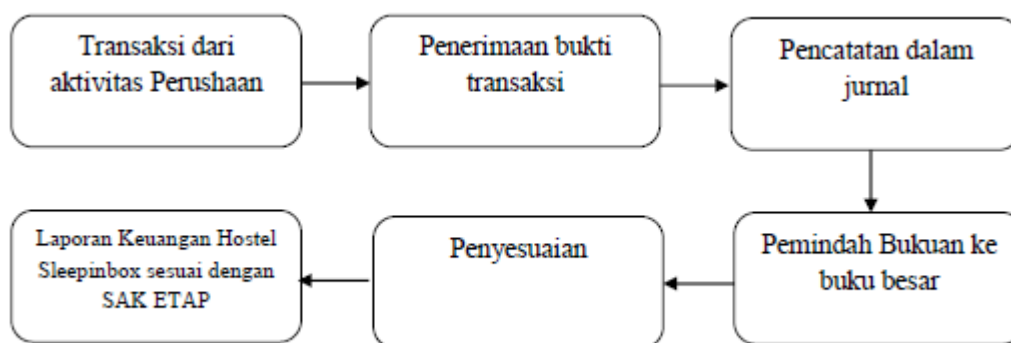 Transaksi dari
aktivitas Perushaan
Penerimaan bukti
transaksi
Pencatatan dalam
jurnal
Pemindah Bukuan ke
buku besar
Penyesuaian
Laporan Keuangan Hostel
Sleepinbox sesuai dengan
SAK ETAP